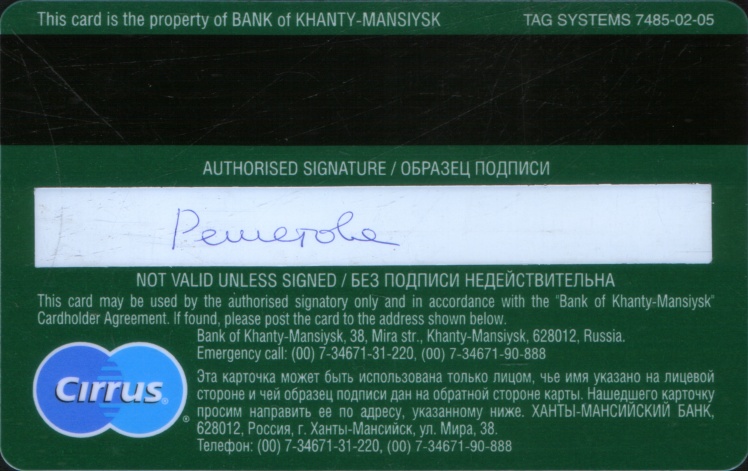 This card is the property of BANK of KHANTY-MANSIYSK
TAG SYSTEMS 7485-02-05
AUTHORISED SIGNATURE / ОБРАЗЕЦ ПОДПИСИ
Решетова
NOT VALID UNLESS SIGNED / БЕЗ ПОДПИСИ НЕДЕЙСТВИТЕЛЬНА
This card may be used by the authorised signatory only and in accordance with the "Bank of Khanty-Mansiysk"
Cardholder Agreement. If found, please post the card to the address shown below.
Bank of Khanty-Mansiysk, 38, Mira str., Khanty-Mansiysk, 628012, Russia.
Emergency call: (00) 7-34671-31-220, (00) 7-34671-90-888
Cirrus
Эта карточка может быть использована только лицом, чье имя указано на лицевой
стороне и чей образец подписи дан на обратной стороне карты. Нашедшего карточку
просим направить ее по адресу, указанному ниже. ХАНТЫ-МАНСИЙСКИЙ БАНК,
628012, Россия, г. Ханты-Мансийск, ул. Мира, 38.
Телефон: (00) 7-34671-31-220, (00) 7-34671-90-888